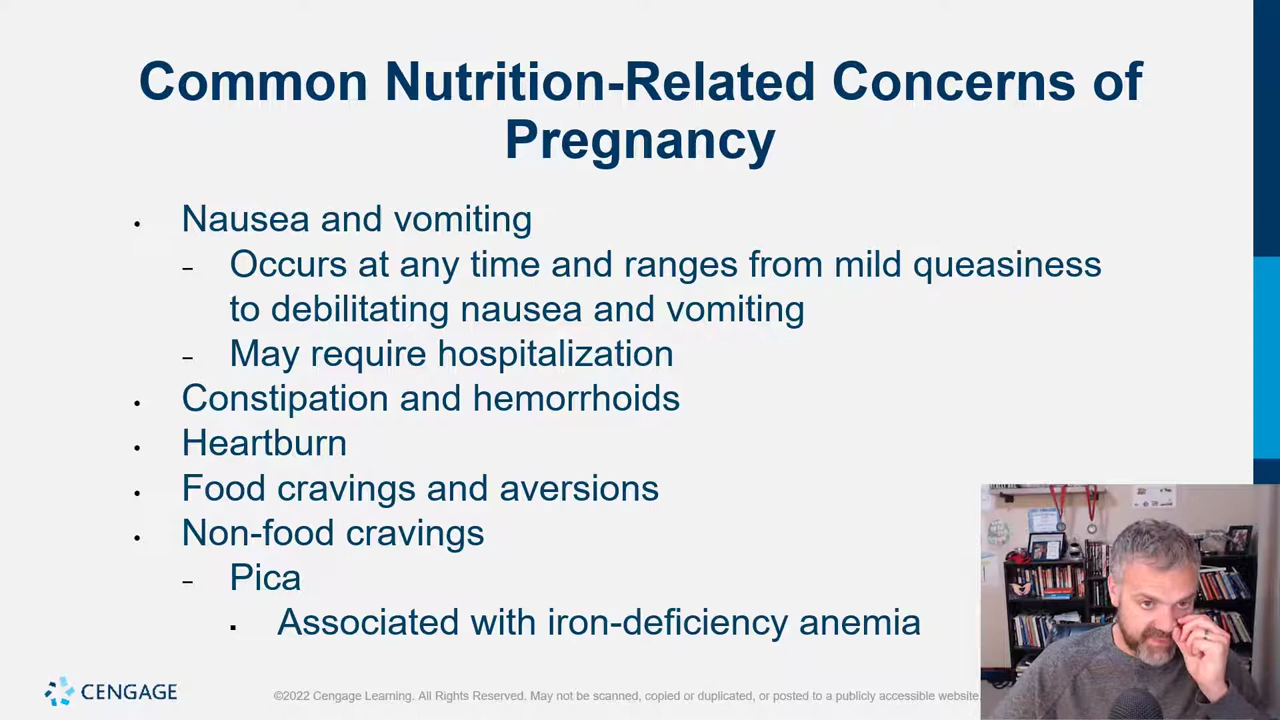 Common Nutrition-Related Concerns of
Pregnancy
• Nausea and vomiting
– Occurs at any time and ranges from mild queasiness
to debilitating nausea and vomiting
– May require hospitalization
• Constipation and hemorrhoids
• Heartburn
• Food cravings and aversions
• Non-food cravings
– Pica
▪ Associated with iron-deficiency anemia
CENGAGE
©2022 Cengage Learning. All Rights Reserved. May not be scanned, copied or duplicated, or posted to a publicly accessible website